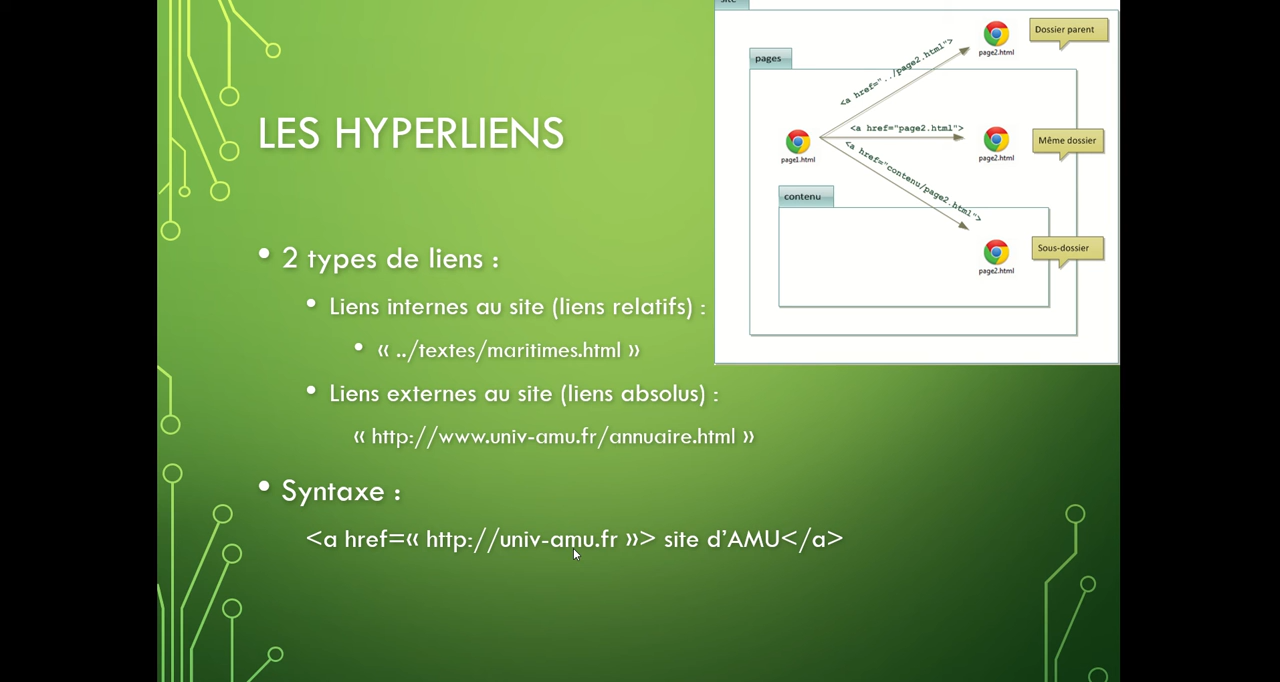 site
Dossier parent
page2.html
pages
<a href="../page2.html">
LES HYPERLIENS
<a href="page2.html">
Même dossier
page1.html
page2.html
<a href="contenu/page2.html">
contenu
Sous-dossier
page2.html
• 2 types de liens :
• Liens internes au site (liens relatifs) :
• « ../textes/maritimes.html »
• Liens externes au site (liens absolus) :
« http://www.univ-amu.fr/annuaire.html »
• Syntaxe :
<a href=« http://univ-amu.fr »> site d’AMU</a>